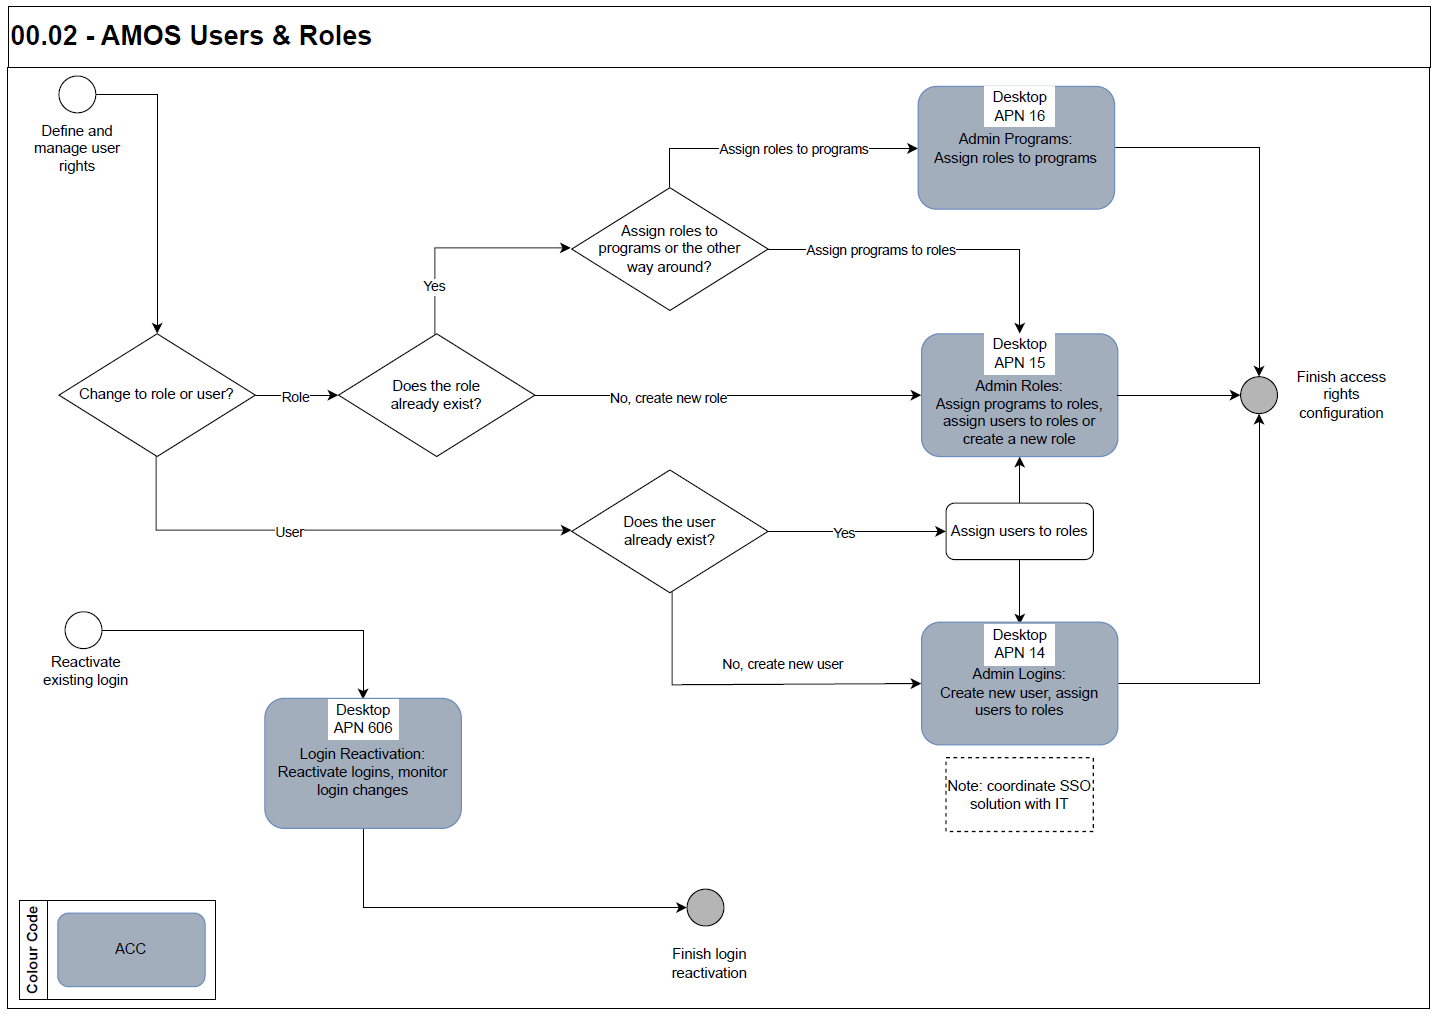 00.02 - AMOS Users & Roles
Define and
manage user
rights
Desktop
APN 16
Admin Programs:
Assign roles to programs
Assign roles to programs
Assign roles to
programs or the other
way around?
Assign programs to roles
Yes
Desktop
APN 15
Admin Roles:
Assign programs to roles,
assign users to roles or
create a new role
Change to role or user?
Role
Does the role
already exist?
No, create new role
Finish access
rights
configuration
User
Does the user
already exist?
Yes
Assign users to roles
No, create new user
Desktop
APN 14
Admin Logins:
Create new user, assign
users to roles
Note: coordinate SSO
solution with IT
Reactivate
existing login
Desktop
APN 606
Login Reactivation:
Reactivate logins, monitor
login changes
Finish login
reactivation
Colour Code
ACC